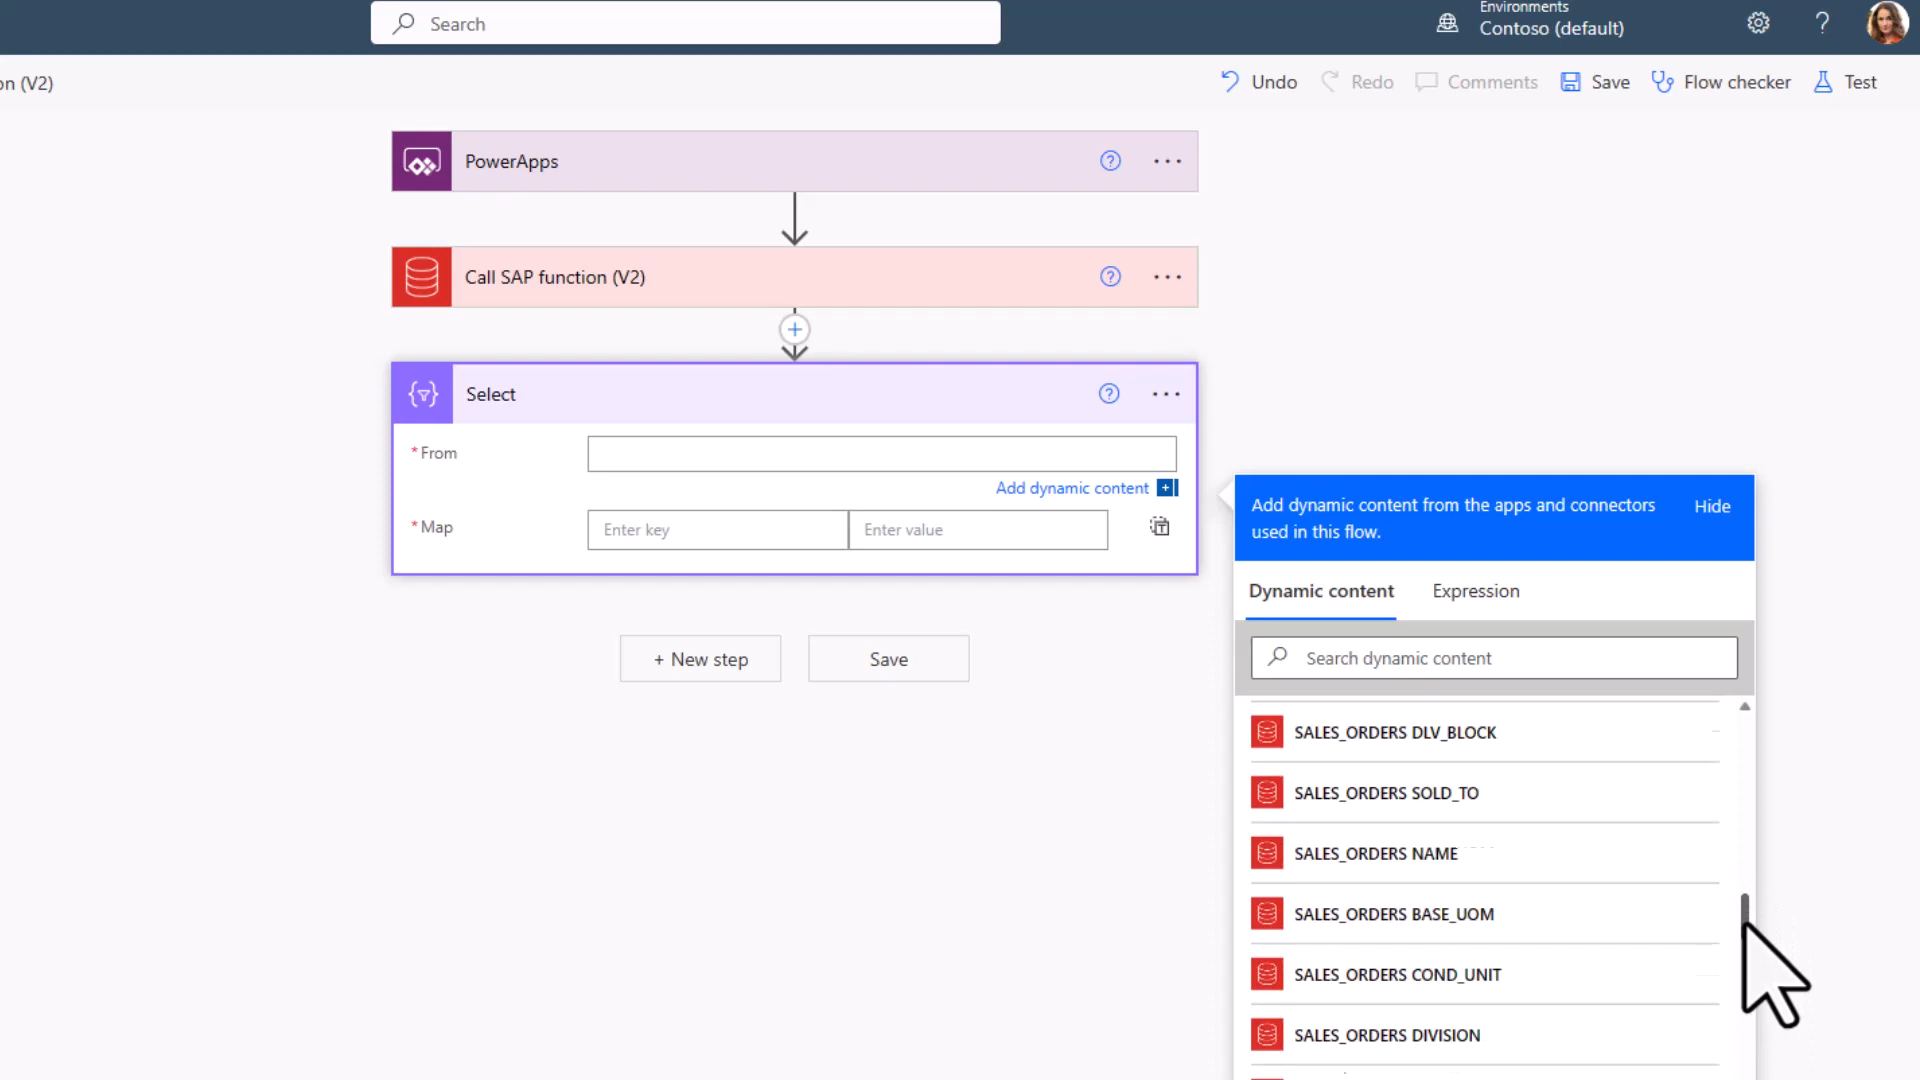 Search
Environments
Contoso (default)
on (V2)
Undo
Redo
Comments
Save
Flow checker
Test
PowerApps
Call SAP function (V2)
Select
* From
Add dynamic content
* Map
Enter key
Enter value
+ New step
Save
Add dynamic content from the apps and connectors
used in this flow.
Hide
Dynamic content
Expression
Search dynamic content
SALES_ORDERS DLV_BLOCK
SALES_ORDERS SOLD_TO
SALES_ORDERS NAME
SALES_ORDERS BASE_UOM
SALES_ORDERS COND_UNIT
SALES_ORDERS DIVISION